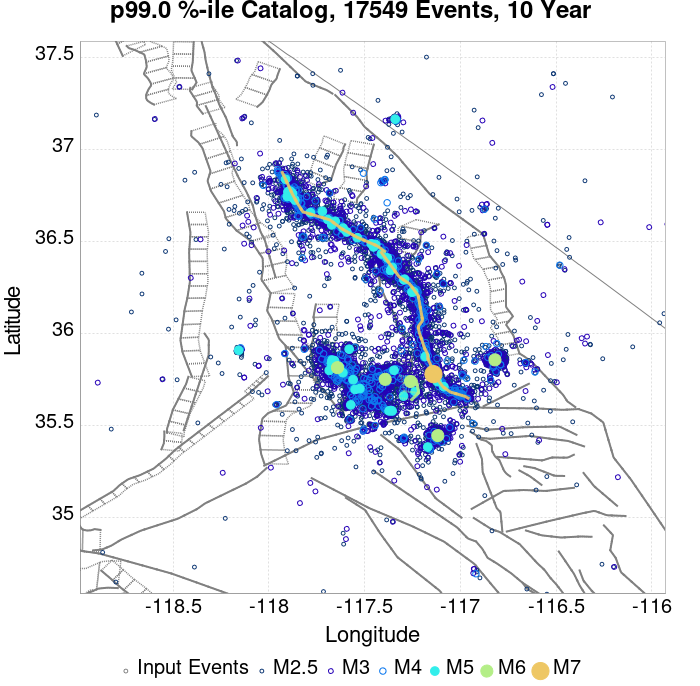 p99.0 %-ile Catalog, 17549 Events, 10 Year
37.5
37
36.5
36
35.5
35
Latitude
-118.5 -118 -117.5 -117 -116.5 -116
Longitude
Input Events M2.5 M3 M4 M5 M6 M7